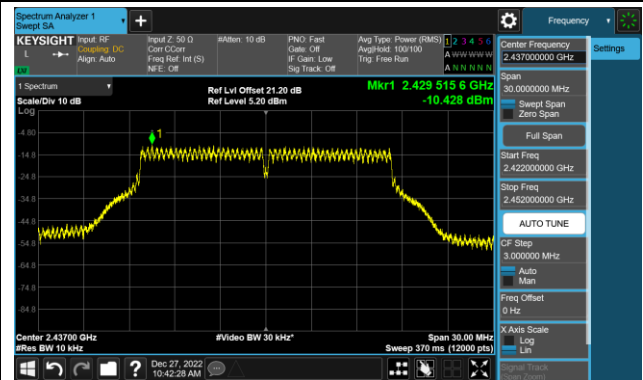 Spectrum Analyzer 1
Swept SA
+
Frequency
KEYSIGHT
L
LXI
Input: RF
Coupling: DC
Align: Auto
Input Z: 50 Ω
Corr CCorr
Freq Ref: Int (S)
NFE: Off
#Atten: 10 dB
PNO: Fast
Gate: Off
IF Gain: Low
Sig Track: Off
Avg Type: Power (RMS)
Avg|Hold: 100/100
Trig: Free Run
1 2 3 4 5 6
A W W W W W
A N N N N N
1 Spectrum
Scale/Div 10 dB
Log
Ref Lvl Offset 21.20 dB
Ref Level 5.20 dBm
Mkr1 2.429 515 6 GHz
-10.428 dBm
1
-4.80
-14.8
-24.8
-34.8
-44.8
-54.8
-64.8
-74.8
-84.8
Center 2.43700 GHz
#Res BW 10 kHz
#Video BW 30 kHz*
Span 30.00 MHz
Sweep 370 ms (12000 pts)
Center Frequency
2.437000000 GHz
Settings
Span
30.0000000 MHz
Swept Span
Zero Span
Full Span
Start Freq
2.422000000 GHz
Stop Freq
2.452000000 GHz
AUTO TUNE
CF Step
3.000000 MHz
Auto
Man
Freq Offset
0 Hz
X Axis Scale
Log
Lin
Signal Track
(Span Zoom)
?
Dec 27, 2022
10:42:28 AM